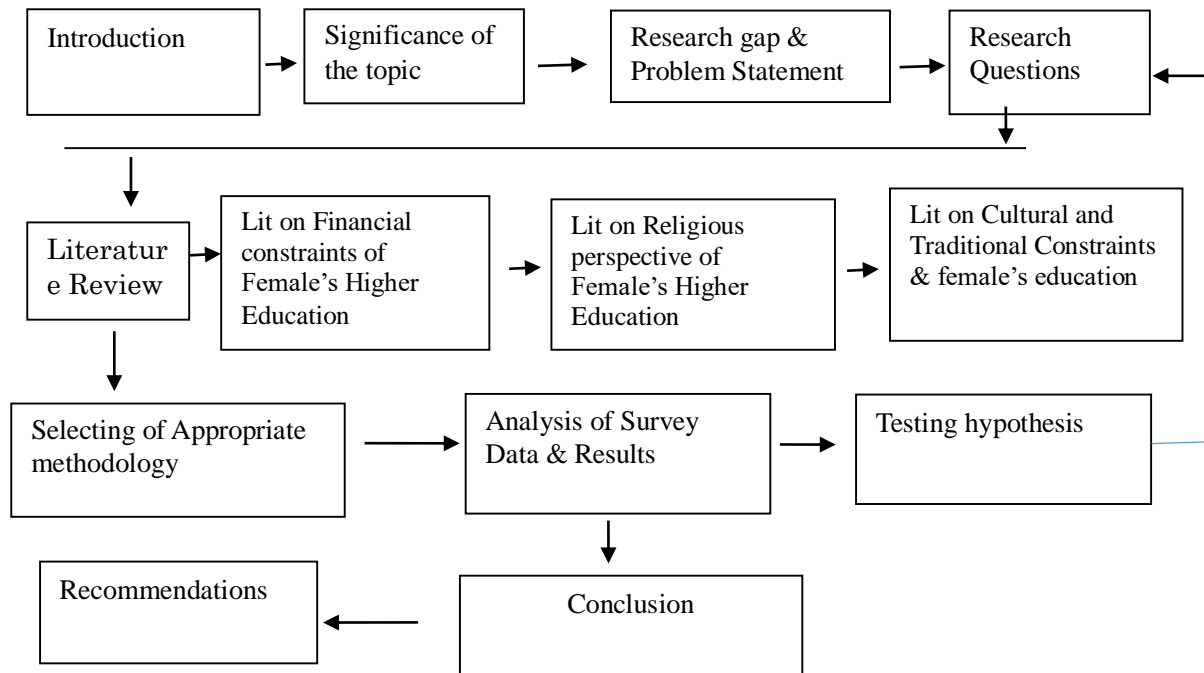 Introduction
Significance of
the topic
Research gap &
Problem Statement
Research
Questions
Literatur
e Review
Lit on Financial
constraints of
Female’s Higher
Education
Lit on Religious
perspective of
Female’s Higher
Education
Lit on Cultural and
Traditional Constraints
& female’s education
Selecting of Appropriate
methodology
Analysis of Survey
Data & Results
Testing hypothesis
Recommendations
Conclusion